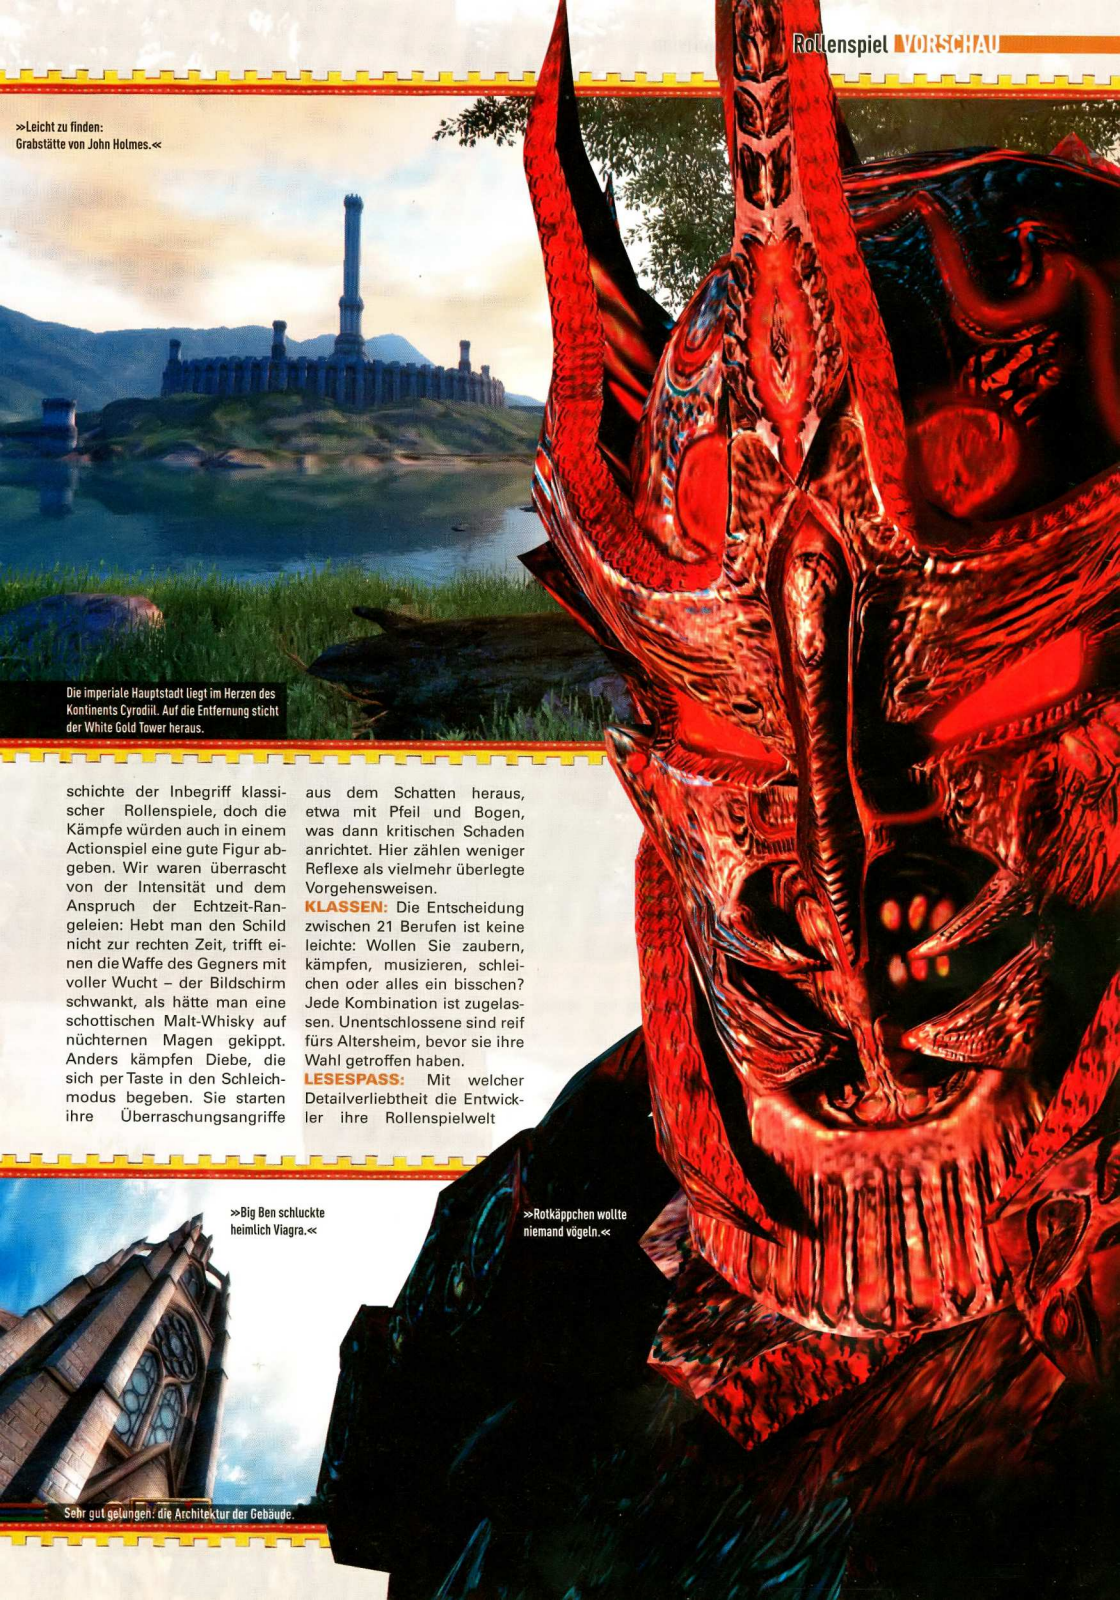 Rollenspiel VORSCHAU
»Leicht zu finden:
Grabstätte von John Holmes.«
Die imperiale Hauptstadt liegt im Herzen des
Kontinents Cyrodiil. Auf die Entfernung sticht
der White Gold Tower heraus.
schichte der Inbegriff klassi-
scher Rollenspiele, doch die
Kämpfe würden auch in einem
Actionspiel eine gute Figur ab-
geben. Wir waren überrascht
von der Intensität und dem
Anspruch der Echtzeit-Ran-
geleien: Hebt man den Schild
nicht zur rechten Zeit, trifft ei-
nen die Waffe des Gegners mit
voller Wucht – der Bildschirm
schwankt, als hätte man eine
schottischen Malt-Whisky auf
nüchternen Magen gekippt.
Anders kämpfen Diebe, die
sich per Taste in den Schleich-
modus begeben. Sie starten
ihre Überraschungsangriffe
aus dem Schatten heraus,
etwa mit Pfeil und Bogen,
was dann kritischen Schaden
anrichtet. Hier zählen weniger
Reflexe als vielmehr überlegte
Vorgehensweisen.
KLASSEN: Die Entscheidung
zwischen 21 Berufen ist keine
leichte: Wollen Sie zaubern,
kämpfen, musizieren, schlei-
chen oder alles ein bisschen?
Jede Kombination ist zugelas-
sen. Unentschlossene sind reif
fürs Altersheim, bevor sie ihre
Wahl getroffen haben.
LESESPASS: Mit welcher
Detailverliebtheit die Entwick-
ler ihre Rollenspielwelt
»Big Ben schluckte
heimlich Viagra.«
»Rotkäppchen wollte
niemand vögeln.«
Sehr gut gelungen: die Architektur der Gebäude.